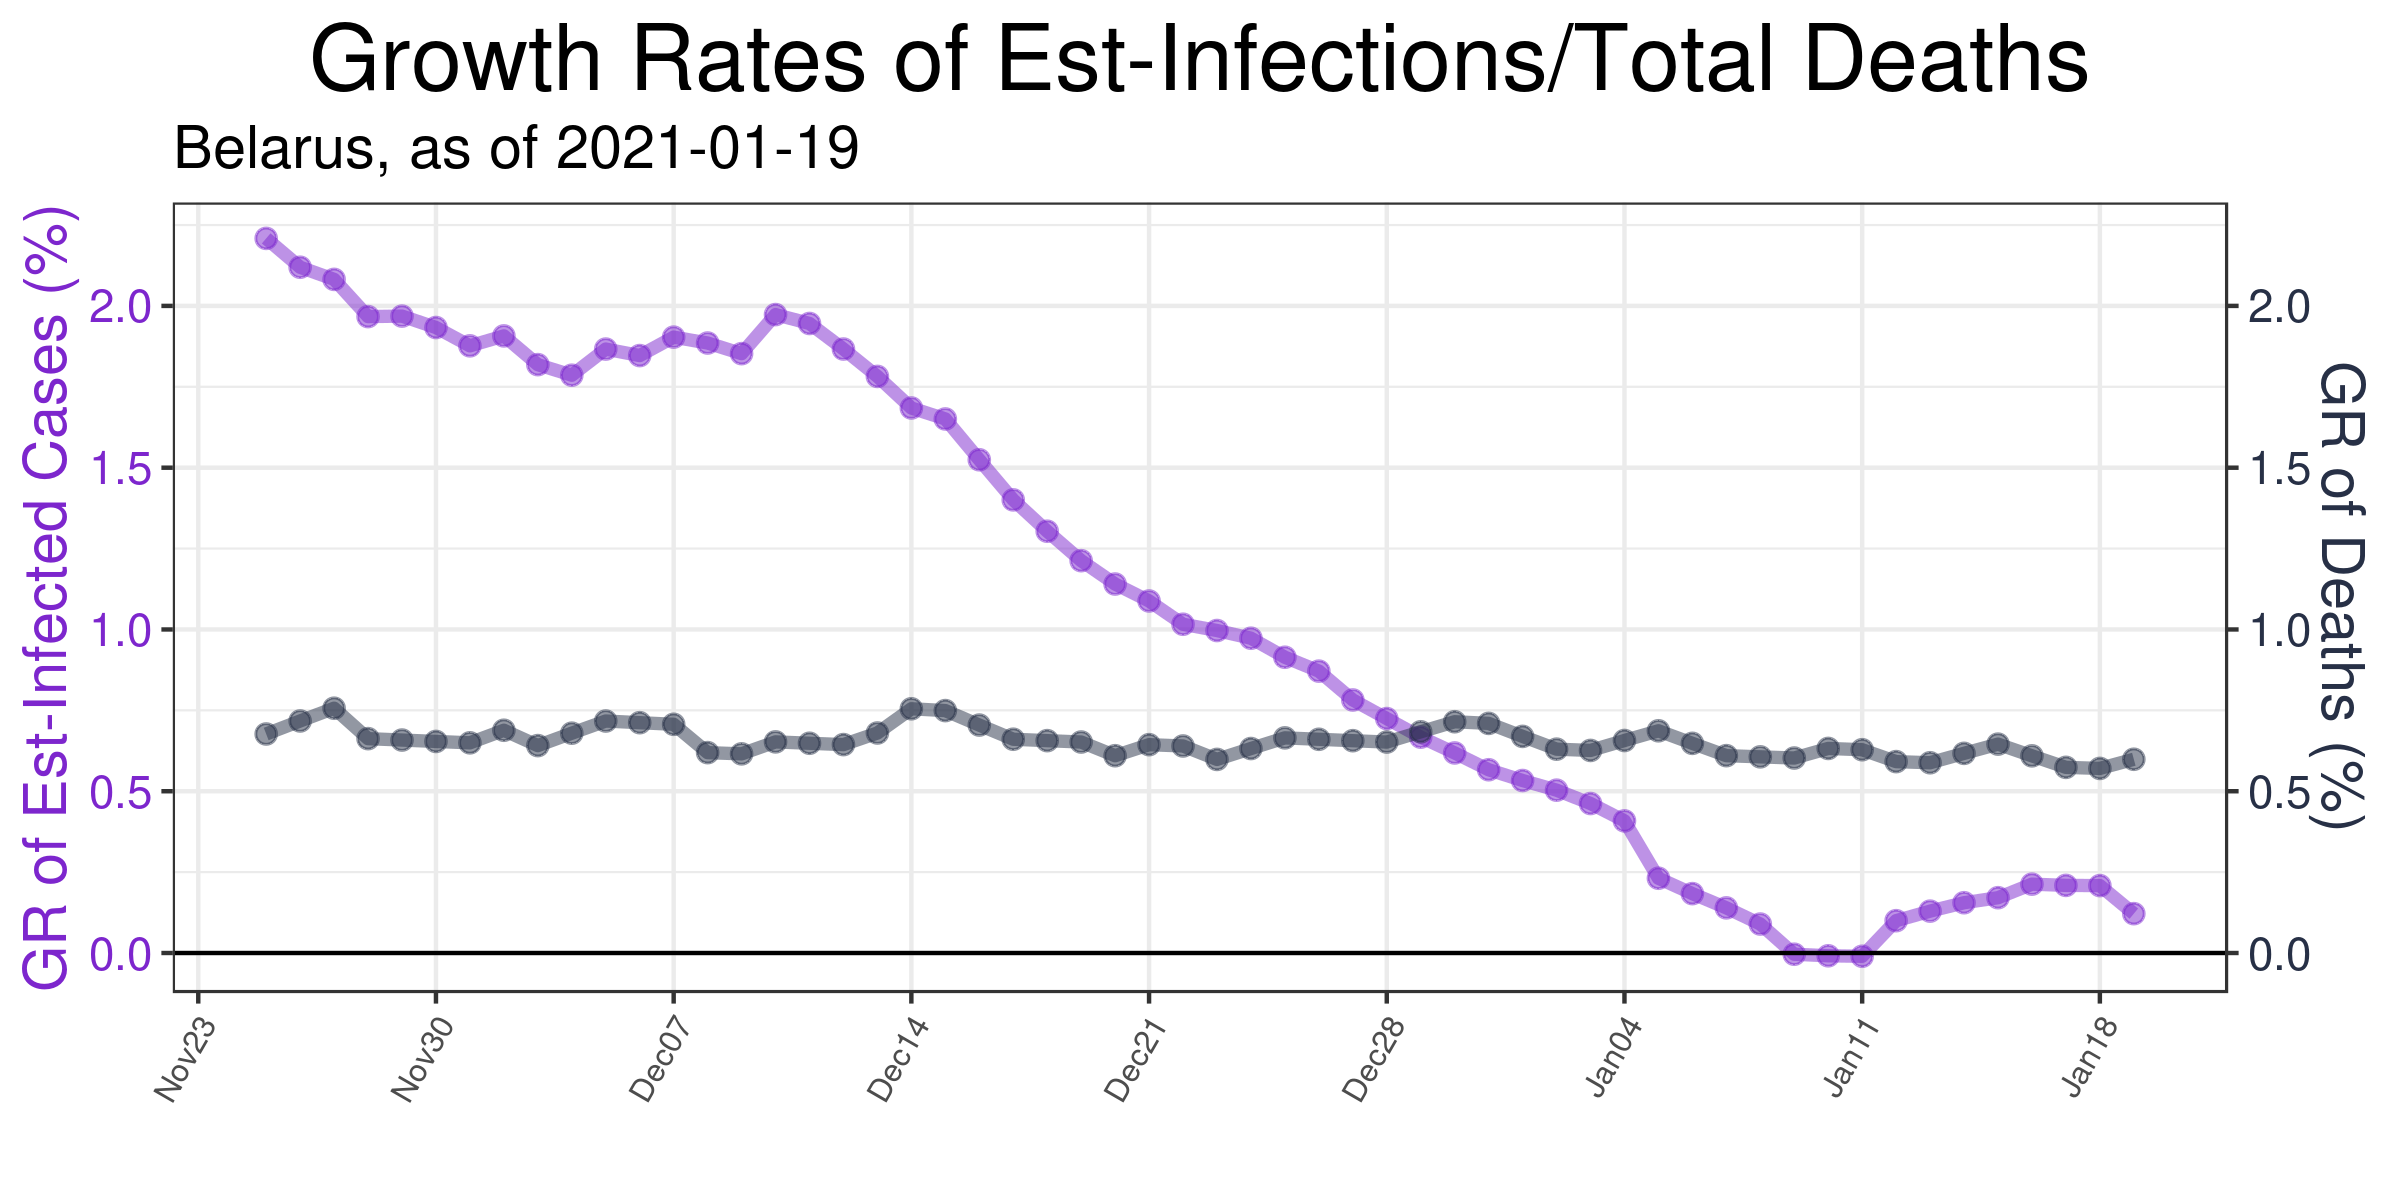 Growth Rates of Est-Infections/Total Deaths
Belarus, as of 2021-01-19
GR of Est-Infected Cases (%)
2.0
1.5
1.0
0.5
0.0
2.0
1.5
1.0
0.5
0.0
GR of Deaths (%)
Nov23
Nov30
Dec07
Dec14
Dec21
Dec28
Jan04
Jan11
Jan18